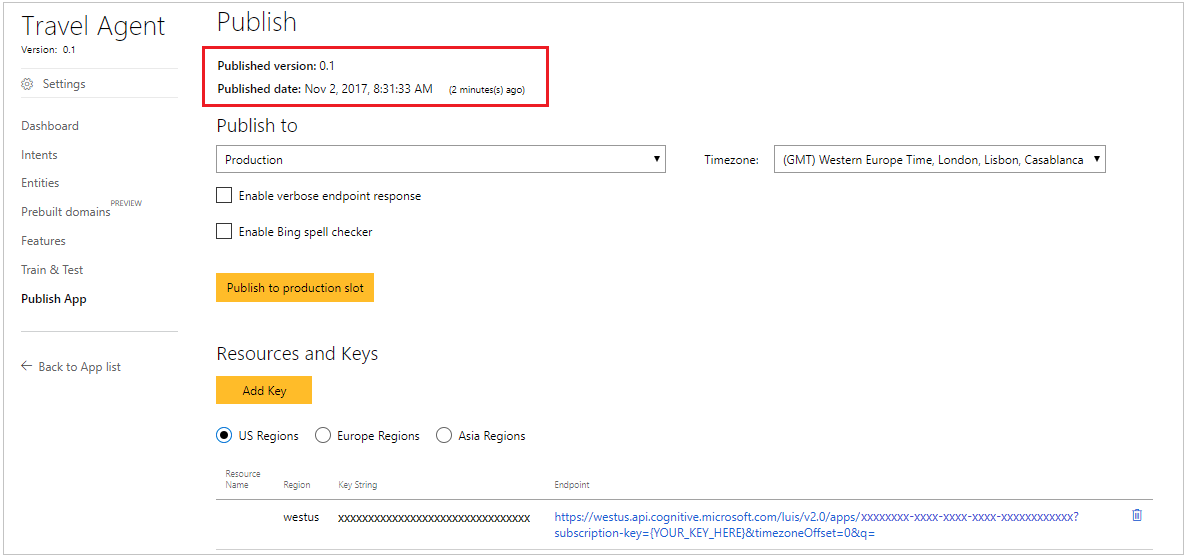 Travel Agent
Version: 0.1
Settings
Dashboard
Intents
Entities
Prebuilt domains PREVIEW
Features
Train & Test
Publish App
Back to App list
Publish
Published version: 0.1
Published date: Nov 2, 2017, 8:31:33 AM (2 minutes(s) ago)
Publish to
Production
Timezone: (GMT) Western Europe Time, London, Lisbon, Casablanca
Enable verbose endpoint response
Enable Bing spell checker
Publish to production slot
Resources and Keys
Add Key
US Regions Europe Regions Asia Regions
Resource Name Region Key String Endpoint
westus xxxxxxxxxxxxxxxxxxxxxxxxxxxxxxxx https://westus.api.cognitive.microsoft.com/luis/v2.0/apps/xxxxxxxx-xxxx-xxxx-xxxx-xxxxxxxxxxxx?
subscription-key={YOUR_KEY_HERE}&timezoneOffset=0&q=